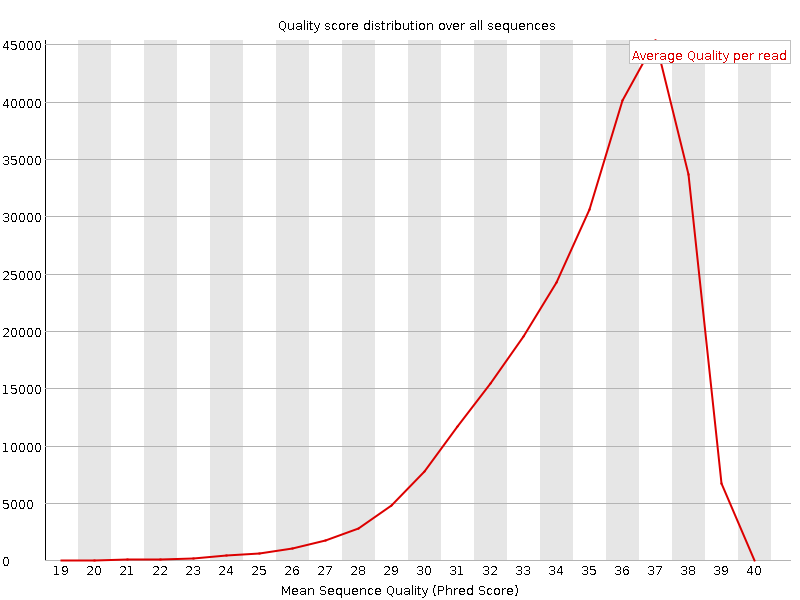 Quality score distribution over all sequences
Average Quality per read
45000
40000
35000
30000
25000
20000
15000
10000
5000
0
19 20 21 22 23 24 25 26 27 28 29 30 31 32 33 34 35 36 37 38 39 40
Mean Sequence Quality (Phred Score)